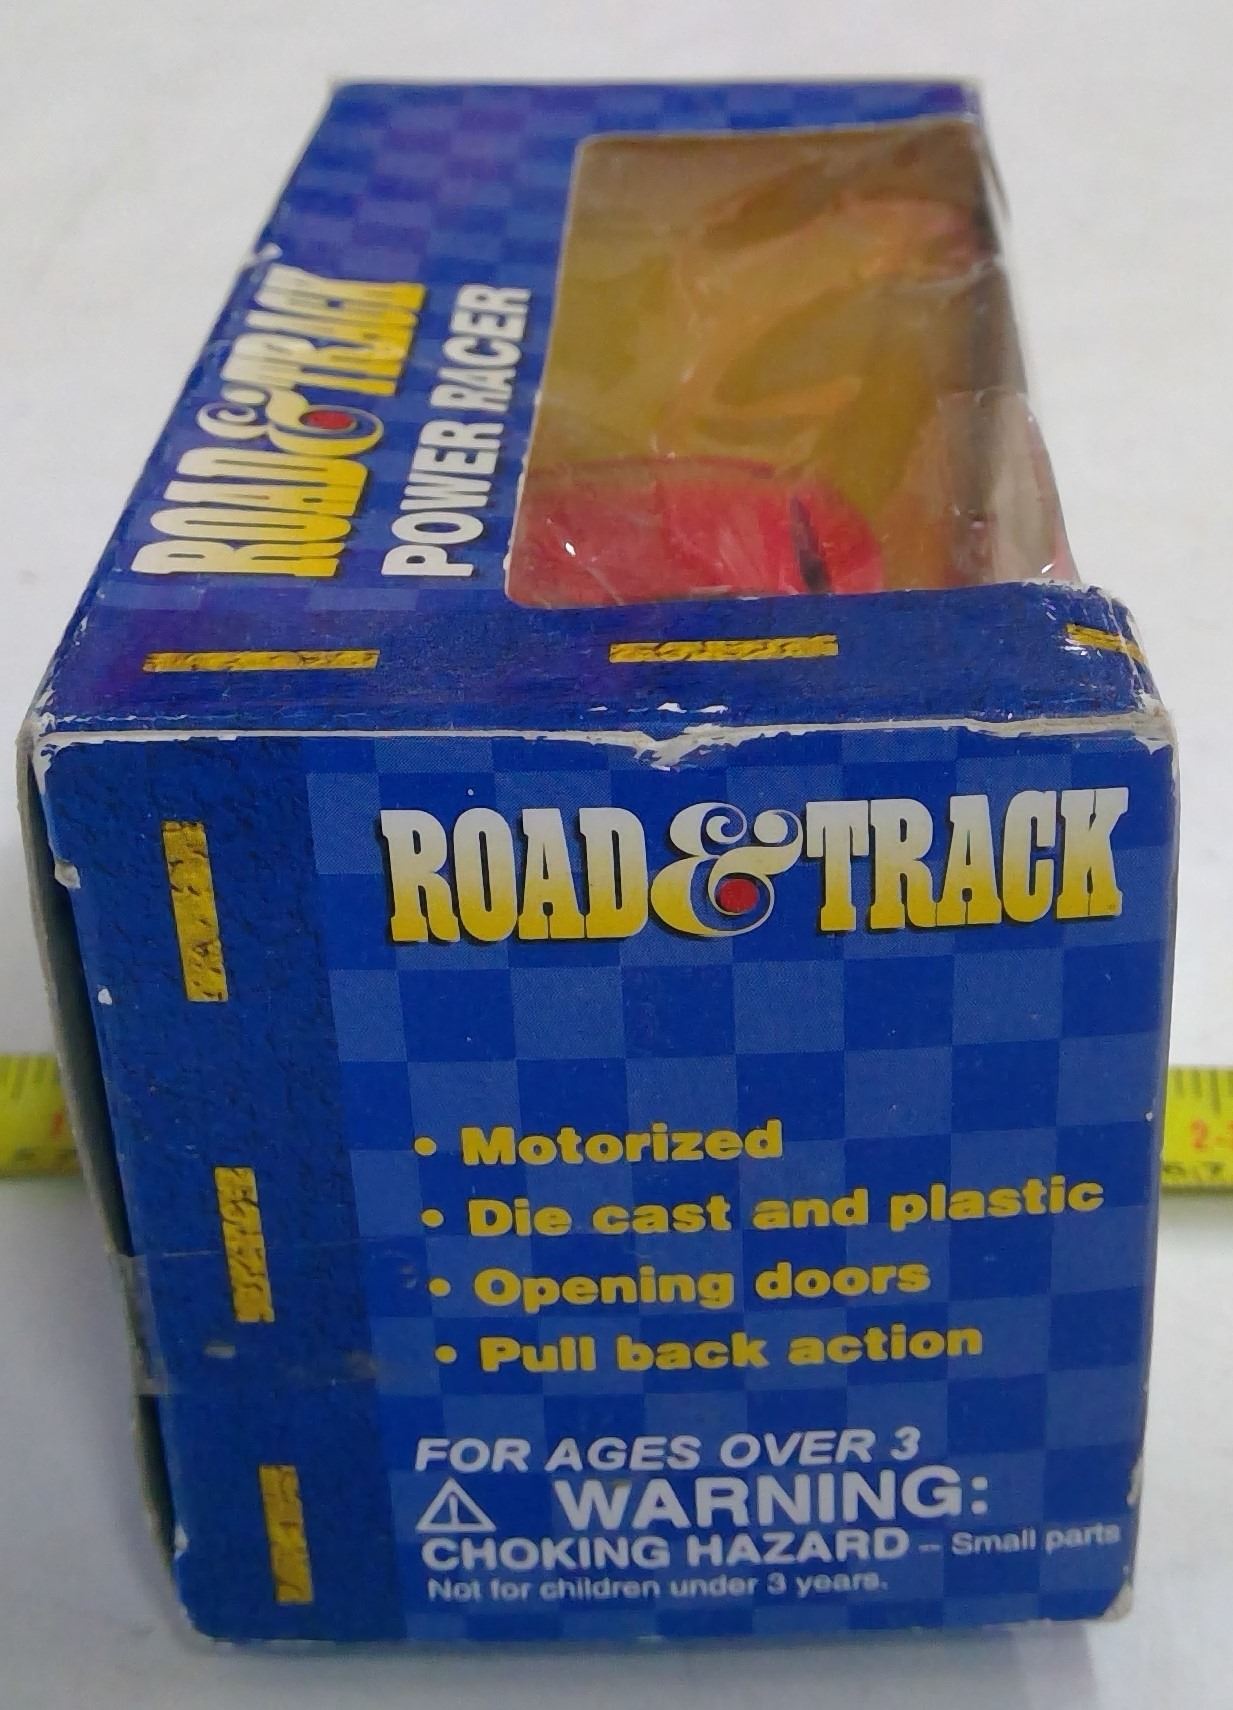 ROAD & TRACK
POWER RACER
ROAD & TRACK
• Motorized
• Die cast and plastic
• Opening doors
• Pull back action
FOR AGES OVER 3
WARNING:
CHOKING HAZARD -- Small parts
Not for children under 3 years.